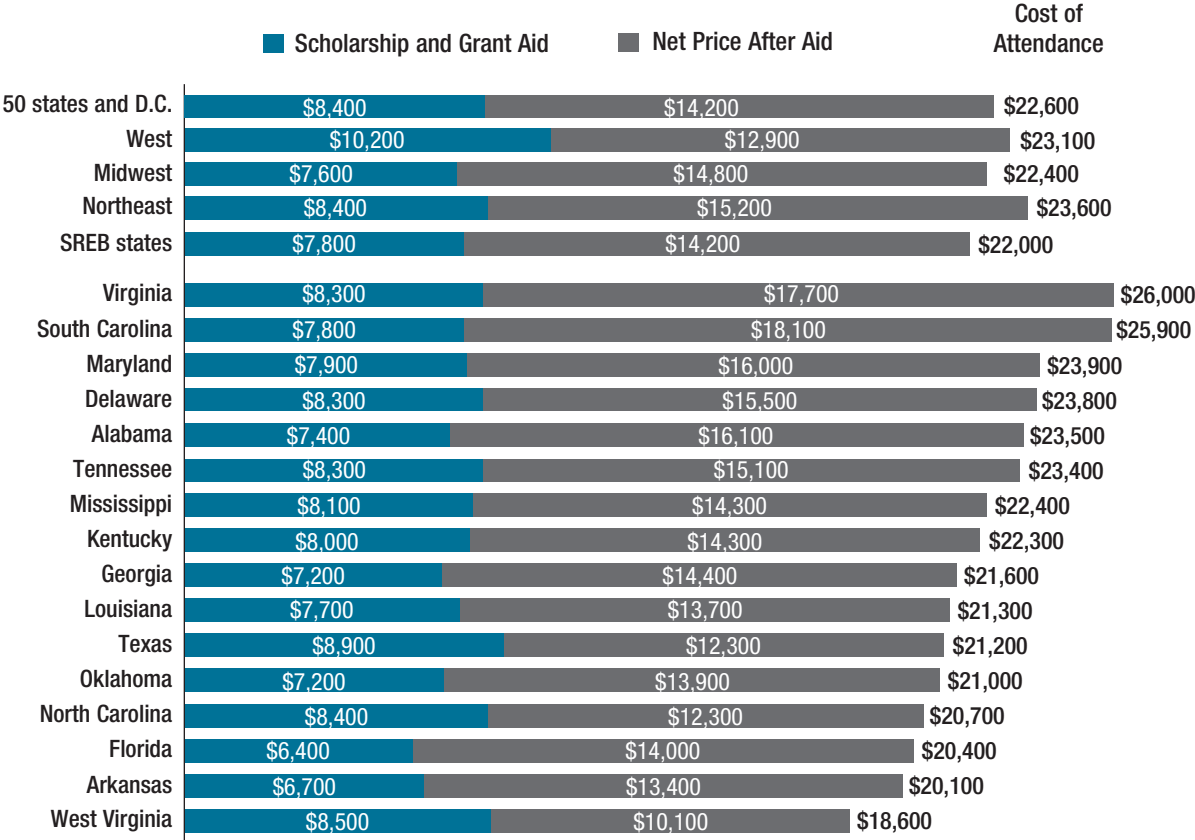 Scholarship and Grant Aid Net Price After Aid Cost of
Attendance
50 states and D.C. $8,400 $14,200 $22,600
West $10,200 $12,900 $23,100
Midwest $7,600 $14,800 $22,400
Northeast $8,400 $15,200 $23,600
SREB states $7,800 $14,200 $22,000
Virginia $8,300 $17,700 $26,000
South Carolina $7,800 $18,100 $25,900
Maryland $7,900 $16,000 $23,900
Delaware $8,300 $15,500 $23,800
Alabama $7,400 $16,100 $23,500
Tennessee $8,300 $15,100 $23,400
Mississippi $8,100 $14,300 $22,400
Kentucky $8,000 $14,300 $22,300
Georgia $7,200 $14,400 $21,600
Louisiana $7,700 $13,700 $21,300
Texas $8,900 $12,300 $21,200
Oklahoma $7,200 $13,900 $21,000
North Carolina $8,400 $12,300 $20,700
Florida $6,400 $14,000 $20,400
Arkansas $6,700 $13,400 $20,100
West Virginia $8,500 $10,100 $18,600